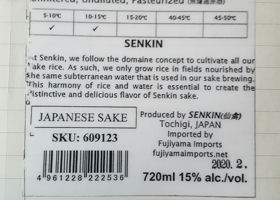 Unfiltered, Undiluted, Pasteurized
5-10℃ 10-15℃ 15-20℃ 40-45℃ 45-50℃
✓ ✓
SENKIN
At Senkin, we follow the domain concept to cultivate all our
sake rice. As such, we only grow rice in fields nourished by
the same subterranean water that is used in our sake brewing.
This harmony of rice and water is essential to create the
distinctive and delicious flavor of Senkin sake.
JAPANESE SAKE
SKU: 609123
4 961228 222536
Produced by SENKIN(仙禽)
Tochigi, JAPAN
Imported by
Fujiyama Imports
fujiyamaimports.net
2020. 2.
720ml 15% alc./vol.